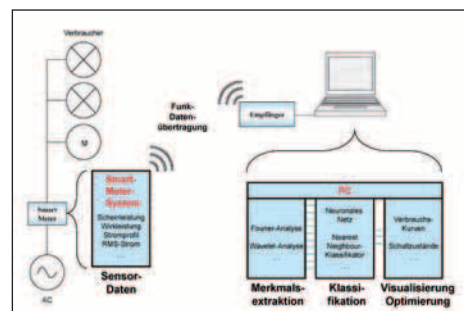 Verbraucher
M
Smart
Meter
AC
Smart-
Meter-
System
Scheinleistung
Wirkleistung
Stromprofil
RMS-Strom
....
Sensor-
Daten
Funk-
Daten-
übertragung
Empfänger
PC
Fourier-Analyse
Wavelet-Analyse
....
Merkmals-
extraktion
Neuronales
Netz
Nearest
Neighbour-
Klassifikator
....
Klassi-
fikation
Verbrauchs-
Kurven
Schaltzustände
....
Visualisierung
Optimierung